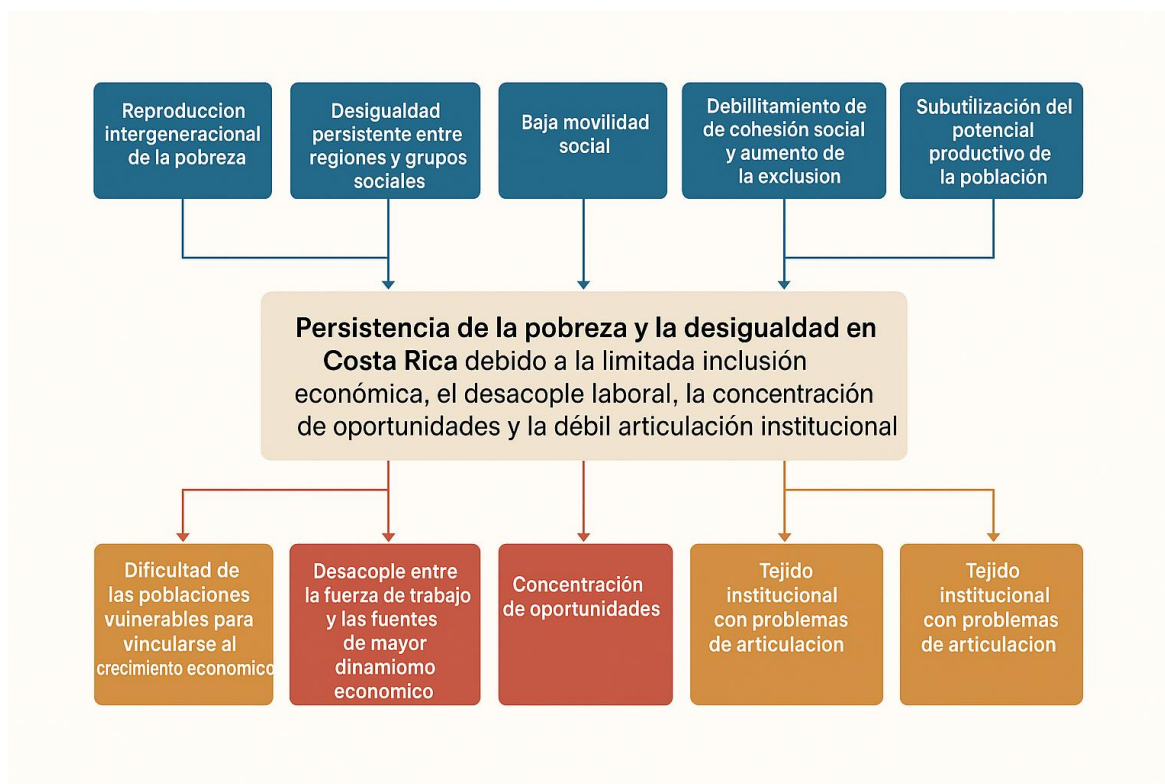 Reproduccion
intergeneracional
de la pobreza
Desigualdad
persistente entre
regiones y grupos
sociales
Baja movilidad
social
Debillitamiento de
de cohesión social
y aumento de
la exclusion
Subutilización del
potencial
productivo de
la población
Persistencia de la pobreza y la desigualdad en
Costa Rica debido a la limitada inclusión
económica, el desacople laboral, la concentración
de oportunidades y la débil articulación institucional
Dificultad de
las poblaciones
vuinerables para
vincularse al
crecimiento economico
Desacople entre
la fuerza de trabajo
y las fuentes
de mayor
dinamiomo
economico
Concentración
de oportunidades
Tejido
institucional
con problemas
de articulacion
Tejido
institucional
con problemas
de articulacion